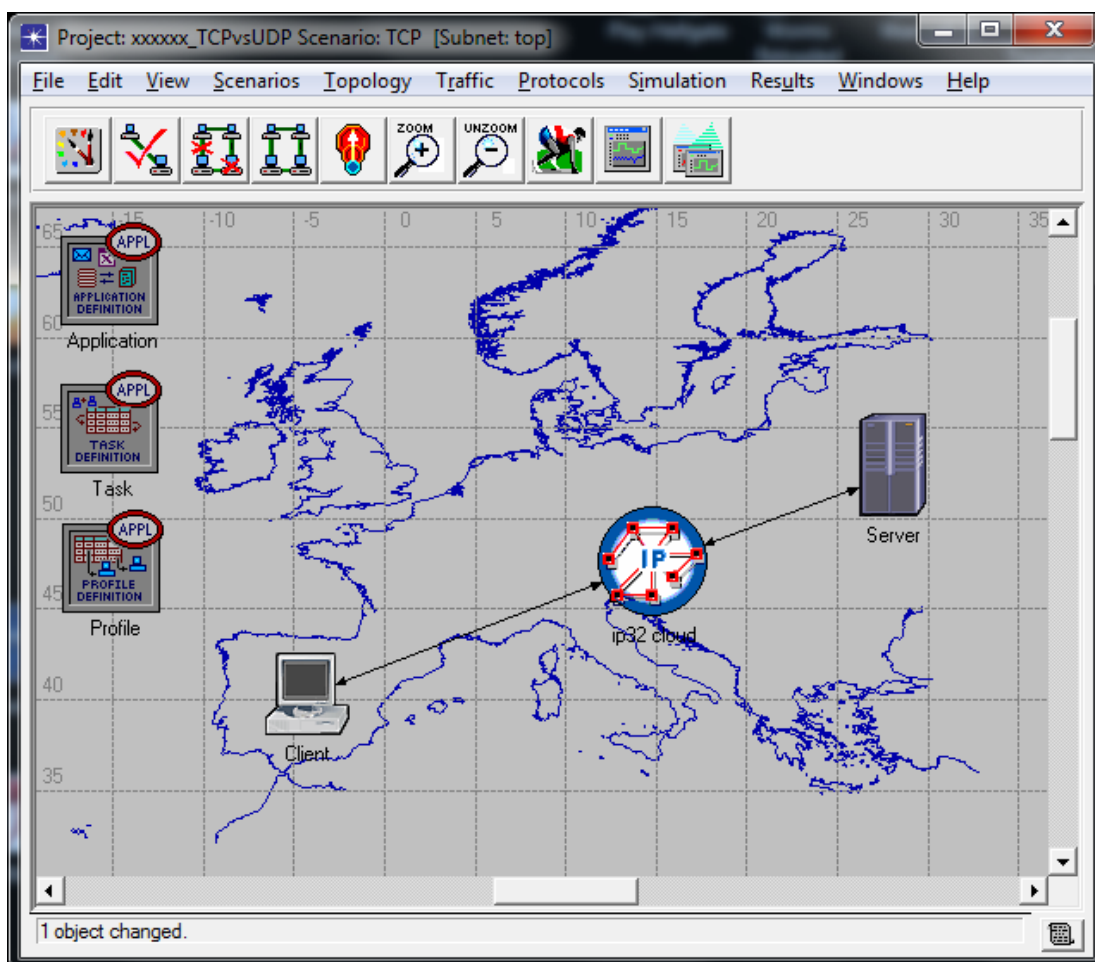 Project: xxxxxx_TCPvsUDP Scenario: TCP [Subnet: top]
File Edit View Scenarios Topology Traffic Protocols Simulation Results Windows Help
ZOOM UNZOOM
-15 -10 -5 0 5 10 15 20 25 30 35
65
APPL
APPLICATION
DEFINITION
60
Application
APPL
55
TASK
DEFINITION
Task
50
Server
APPL
IP
PROFILE
DEFINITION
45
Profile
ip32 cloud
40
Client
35
1 object changed.